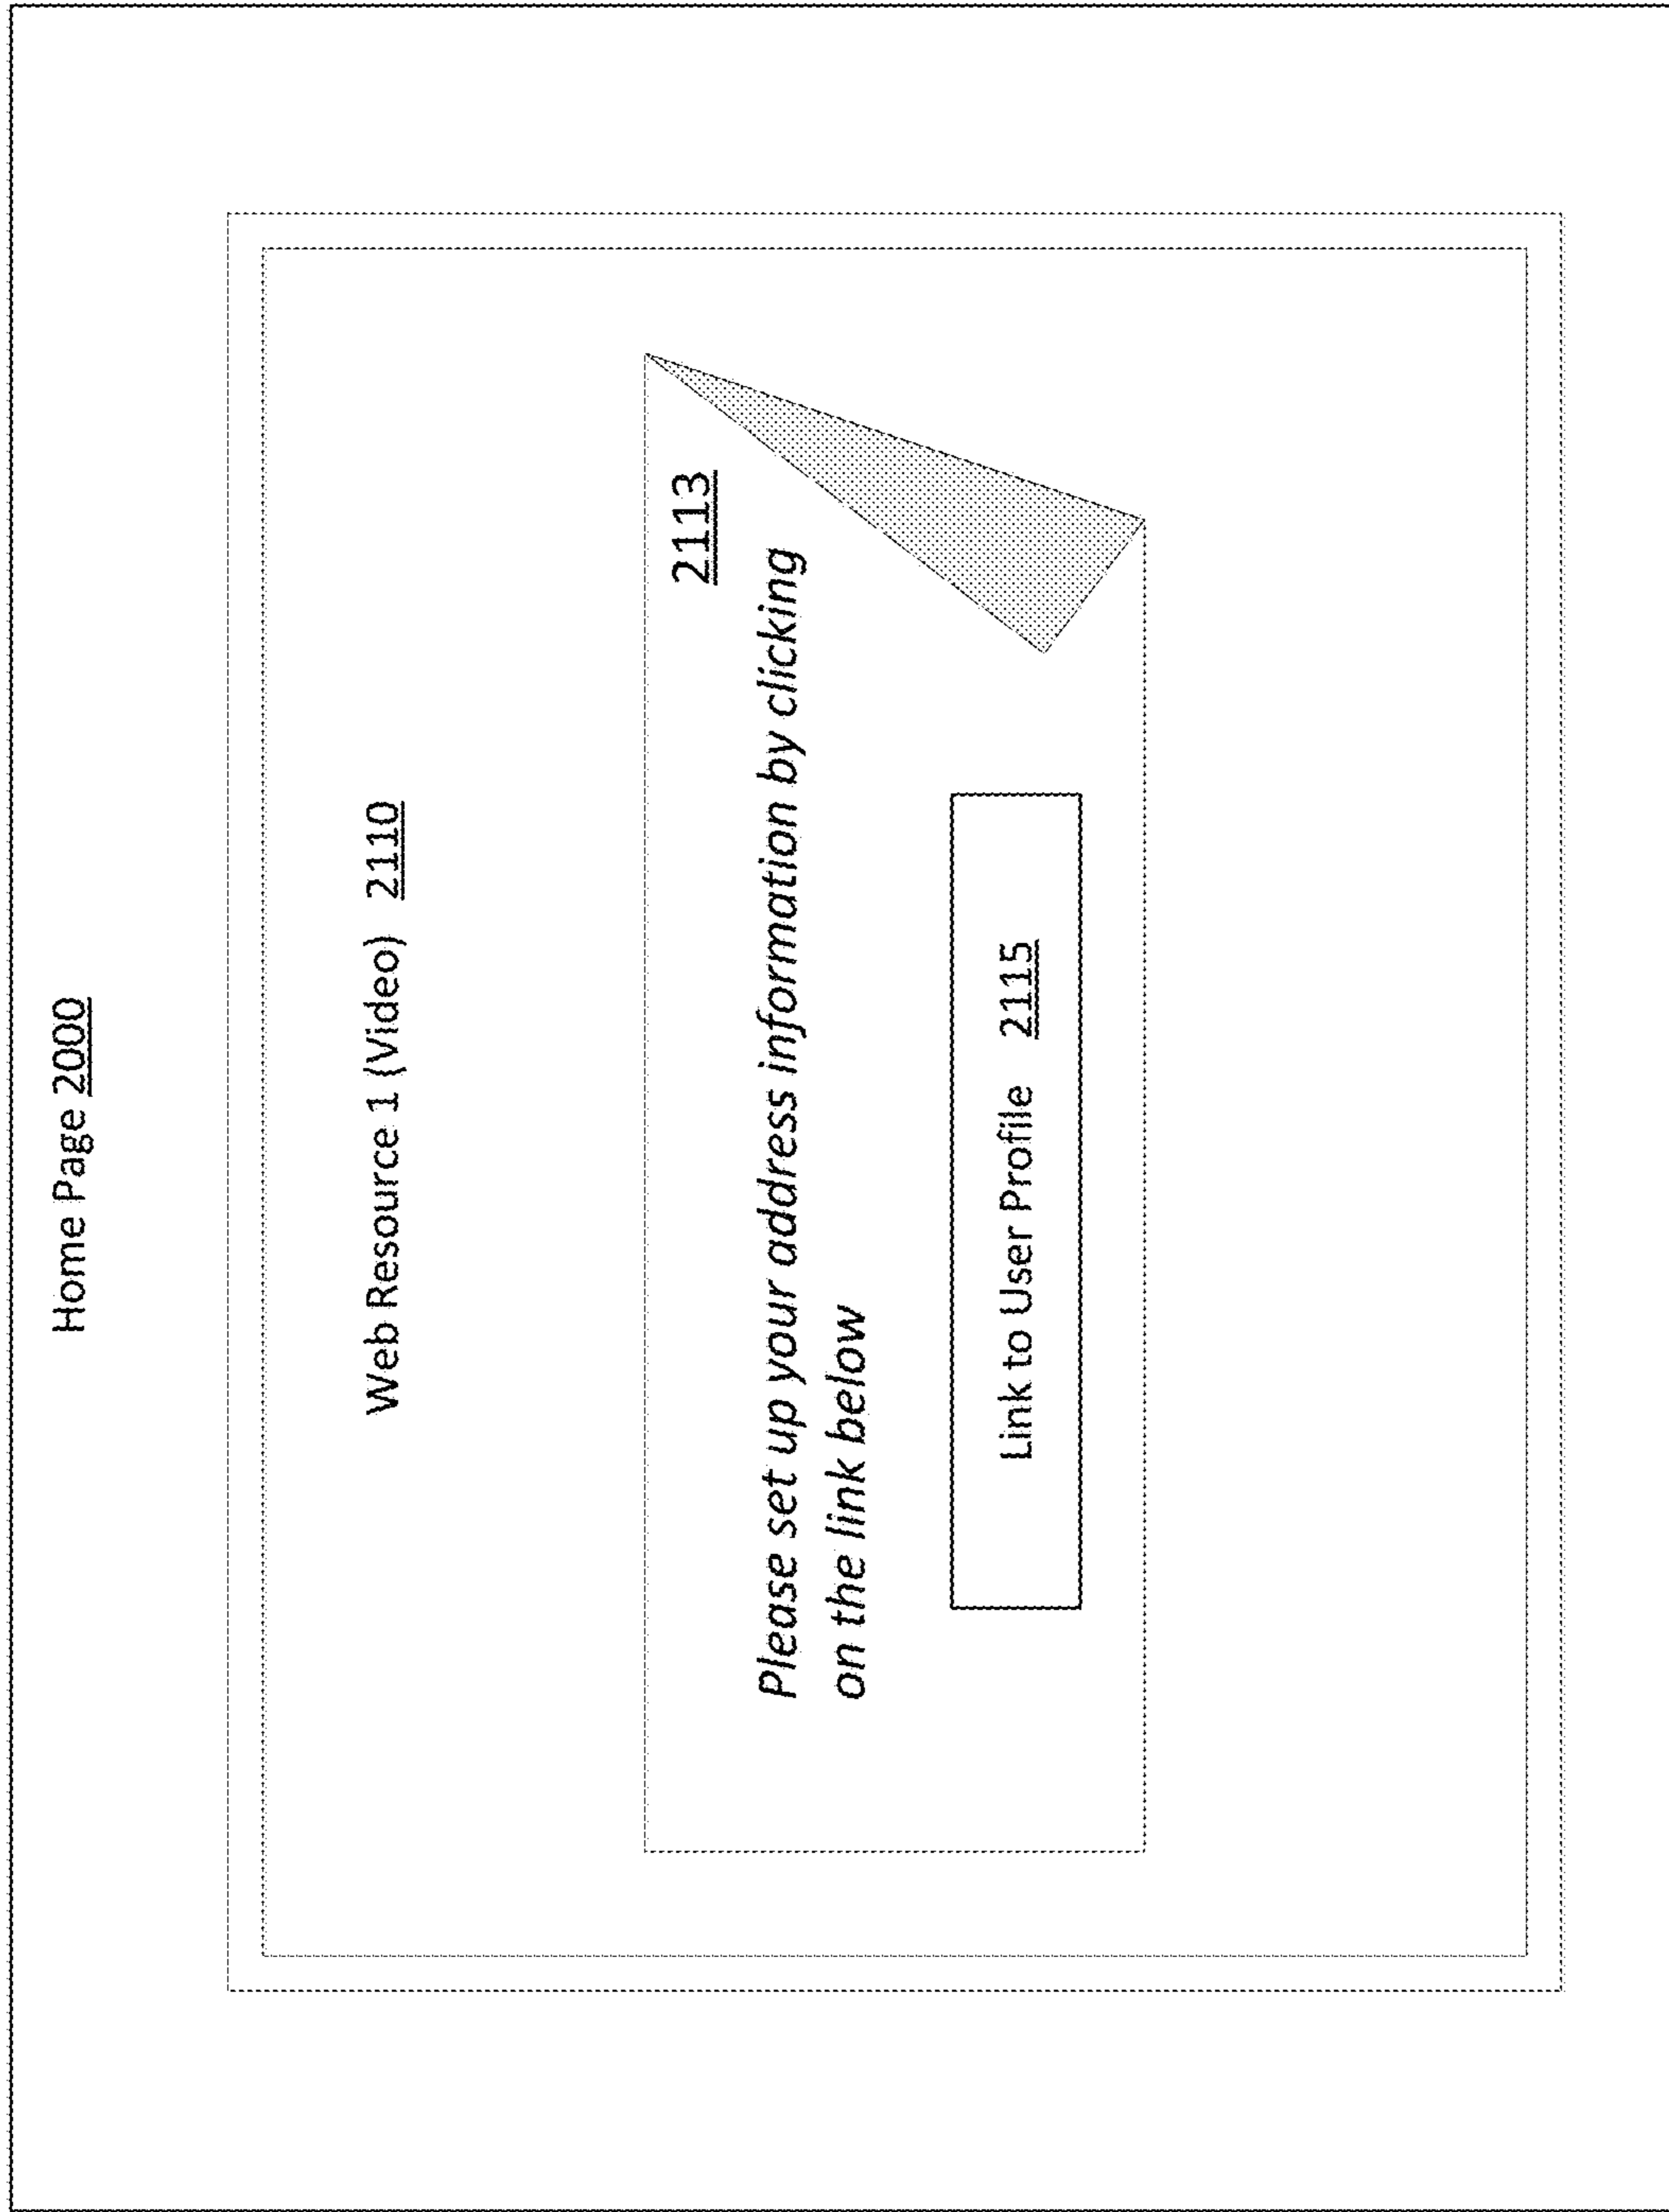 Home Page 2000
Web Resource 1 (Video) 2110
2113
Please set up your address information by clicking
on the link below
Link to User Profile 2115